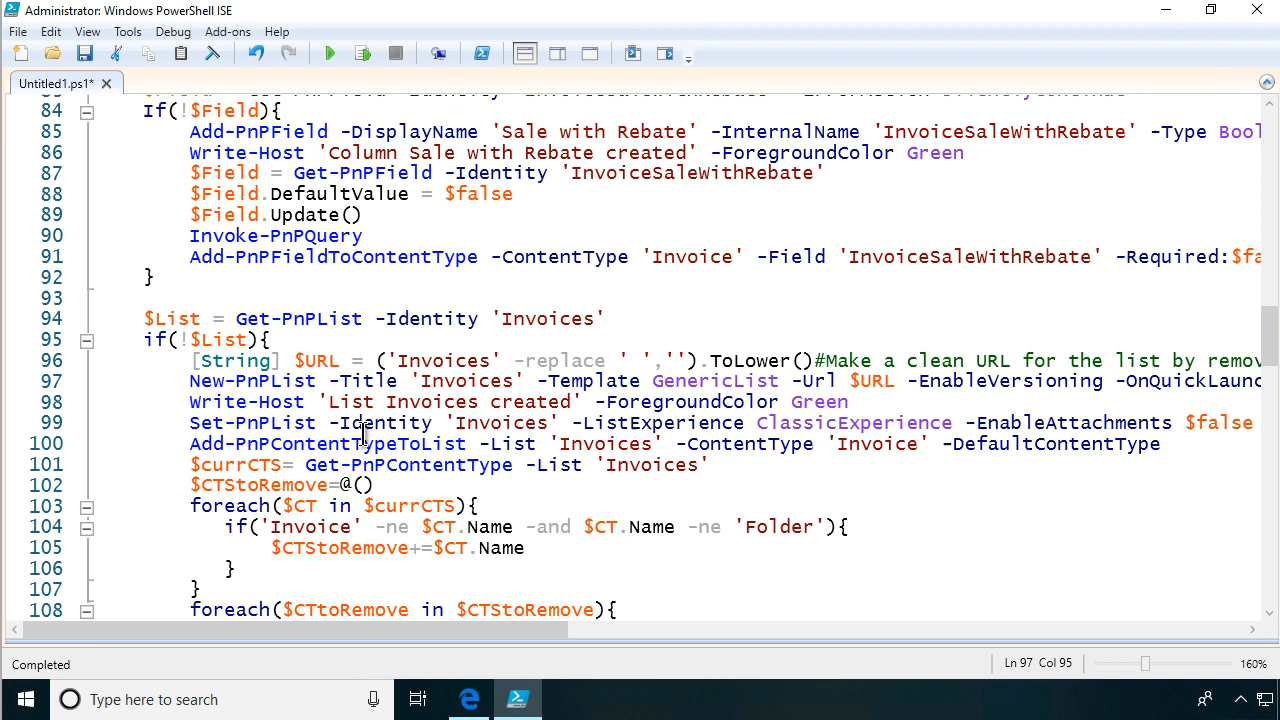 Administrator: Windows PowerShell ISE
File Edit View Tools Debug Add-ons Help
Untitled1.ps1*
84 If(!$Field){
85 Add-PnPField -DisplayName 'Sale with Rebate' -InternalName 'InvoiceSaleWithRebate' -Type Bool
86 Write-Host 'Column Sale with Rebate created' -ForegroundColor Green
87 $Field = Get-PnPField -Identity 'InvoiceSaleWithRebate'
88 $Field.DefaultValue = $false
89 $Field.Update()
90 Invoke-PnPQuery
91 Add-PnPFieldToContentType -ContentType 'Invoice' -Field 'InvoiceSaleWithRebate' -Required:$fa
92 }
93
94 $List = Get-PnPList -Identity 'Invoices'
95 if(!$List){
96 [String] $URL = ('Invoices' -replace ' ','').ToLower()#Make a clean URL for the list by remov
97 New-PnPList -Title 'Invoices' -Template GenericList -Url $URL -EnableVersioning -OnQuickLaunc
98 Write-Host 'List Invoices created' -ForegroundColor Green
99 Set-PnPList -Identity 'Invoices' -ListExperience ClassicExperience -EnableAttachments $false
100 Add-PnPContentTypeToList -List 'Invoices' -ContentType 'Invoice' -DefaultContentType
101 $currCTS= Get-PnPContentType -List 'Invoices'
102 $CTStoRemove=@()
103 foreach($CT in $currCTS){
104 if('Invoice' -ne $CT.Name -and $CT.Name -ne 'Folder'){
105 $CTStoRemove+=$CT.Name
106 }
107 }
108 foreach($CTtoRemove in $CTStoRemove){
Completed
Ln 97 Col 95
160%
Type here to search